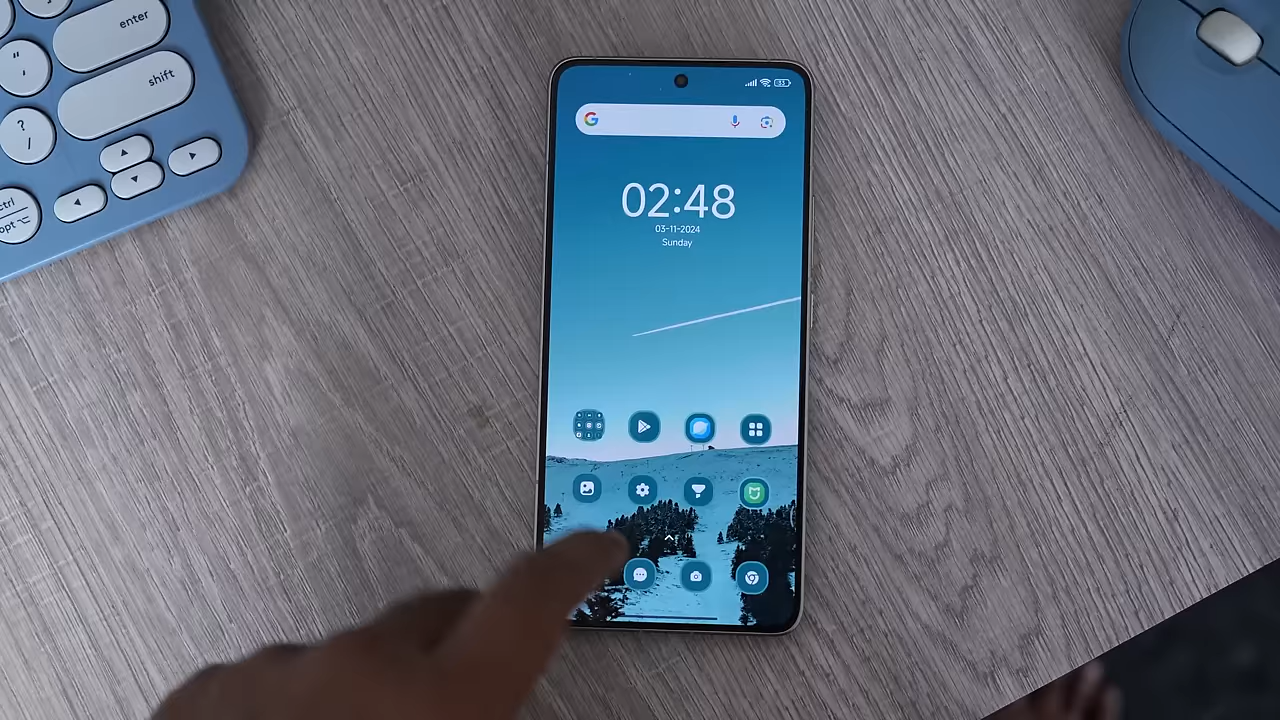 enter
shift
" ,
? /
ctrl
opt
02:48
03-11-2024
Sunday
G